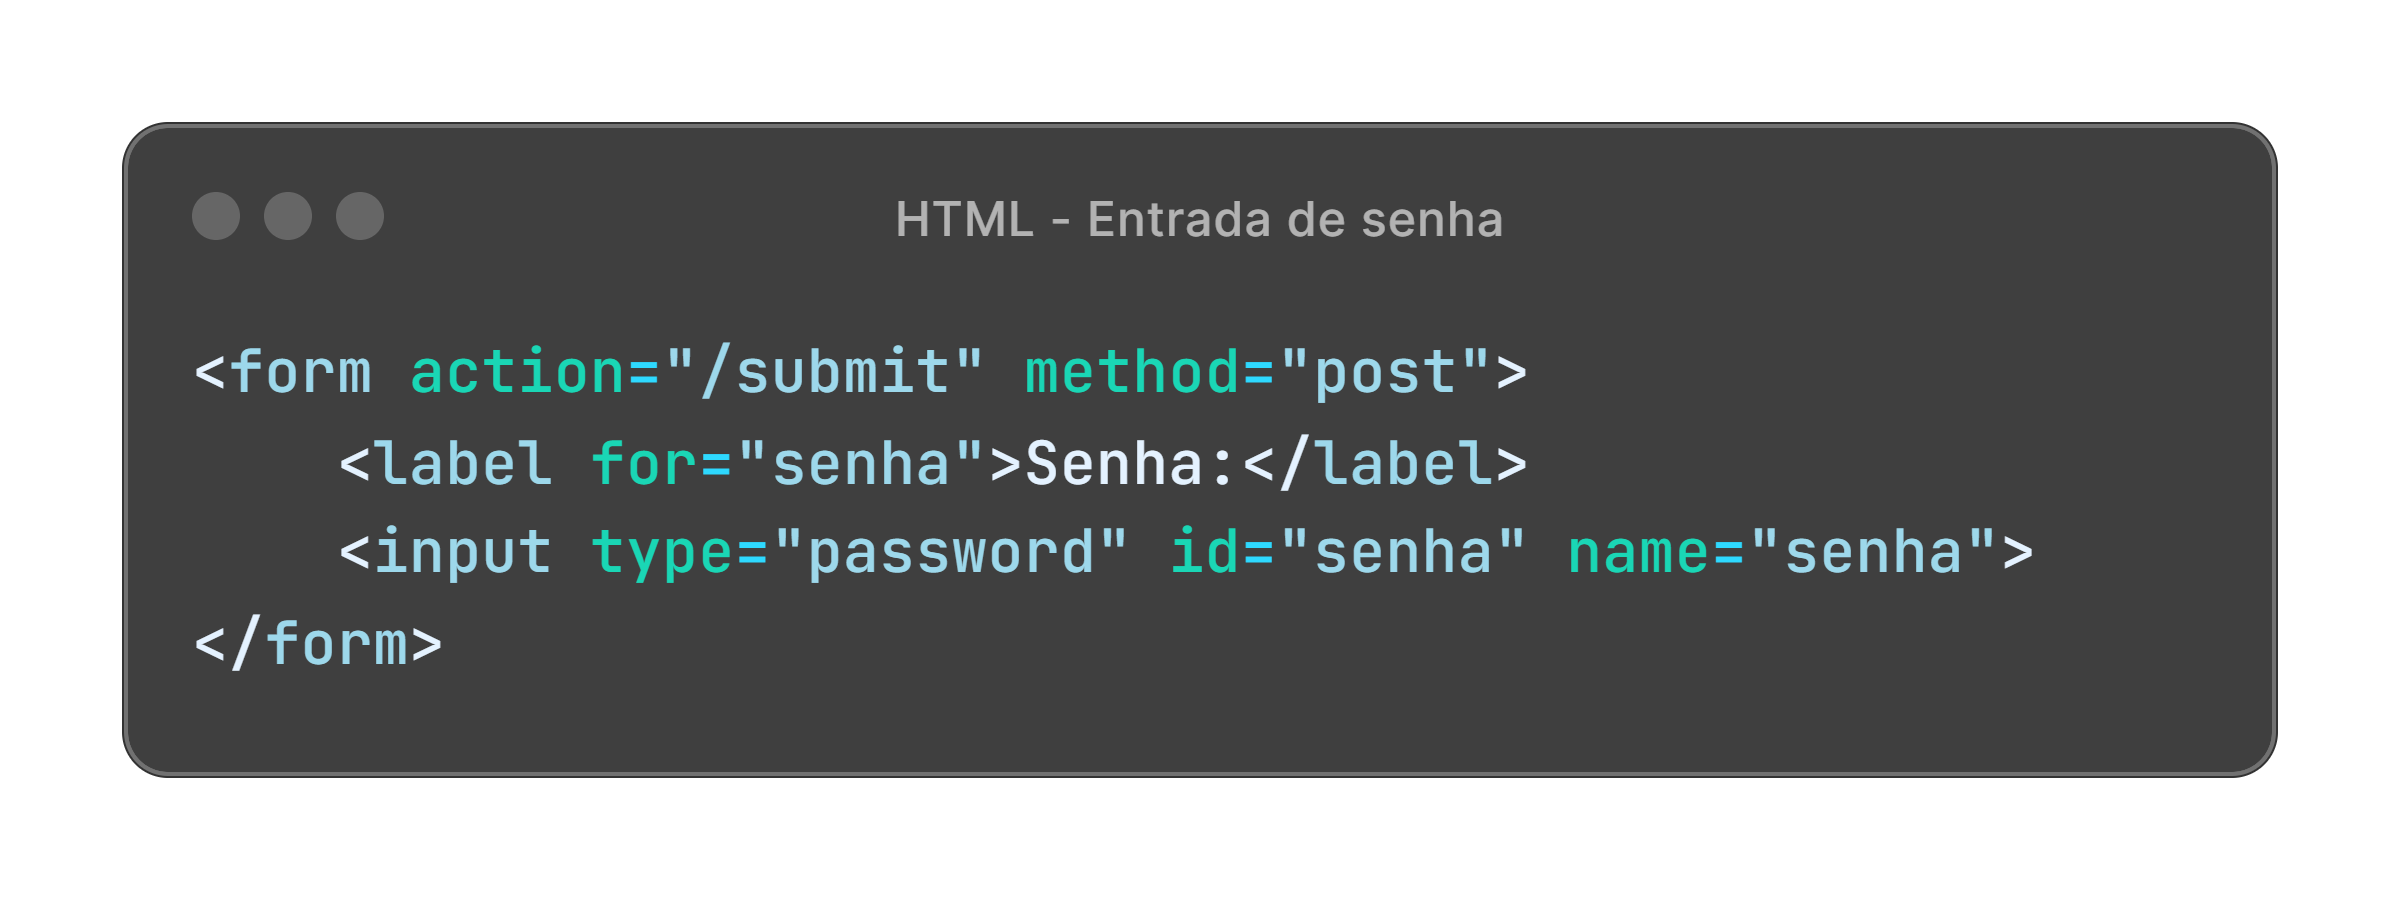 HTML - Entrada de senha
<form action="/submit" method="post">
    <label for="senha">Senha:</label>
    <input type="password" id="senha" name="senha">
</form>